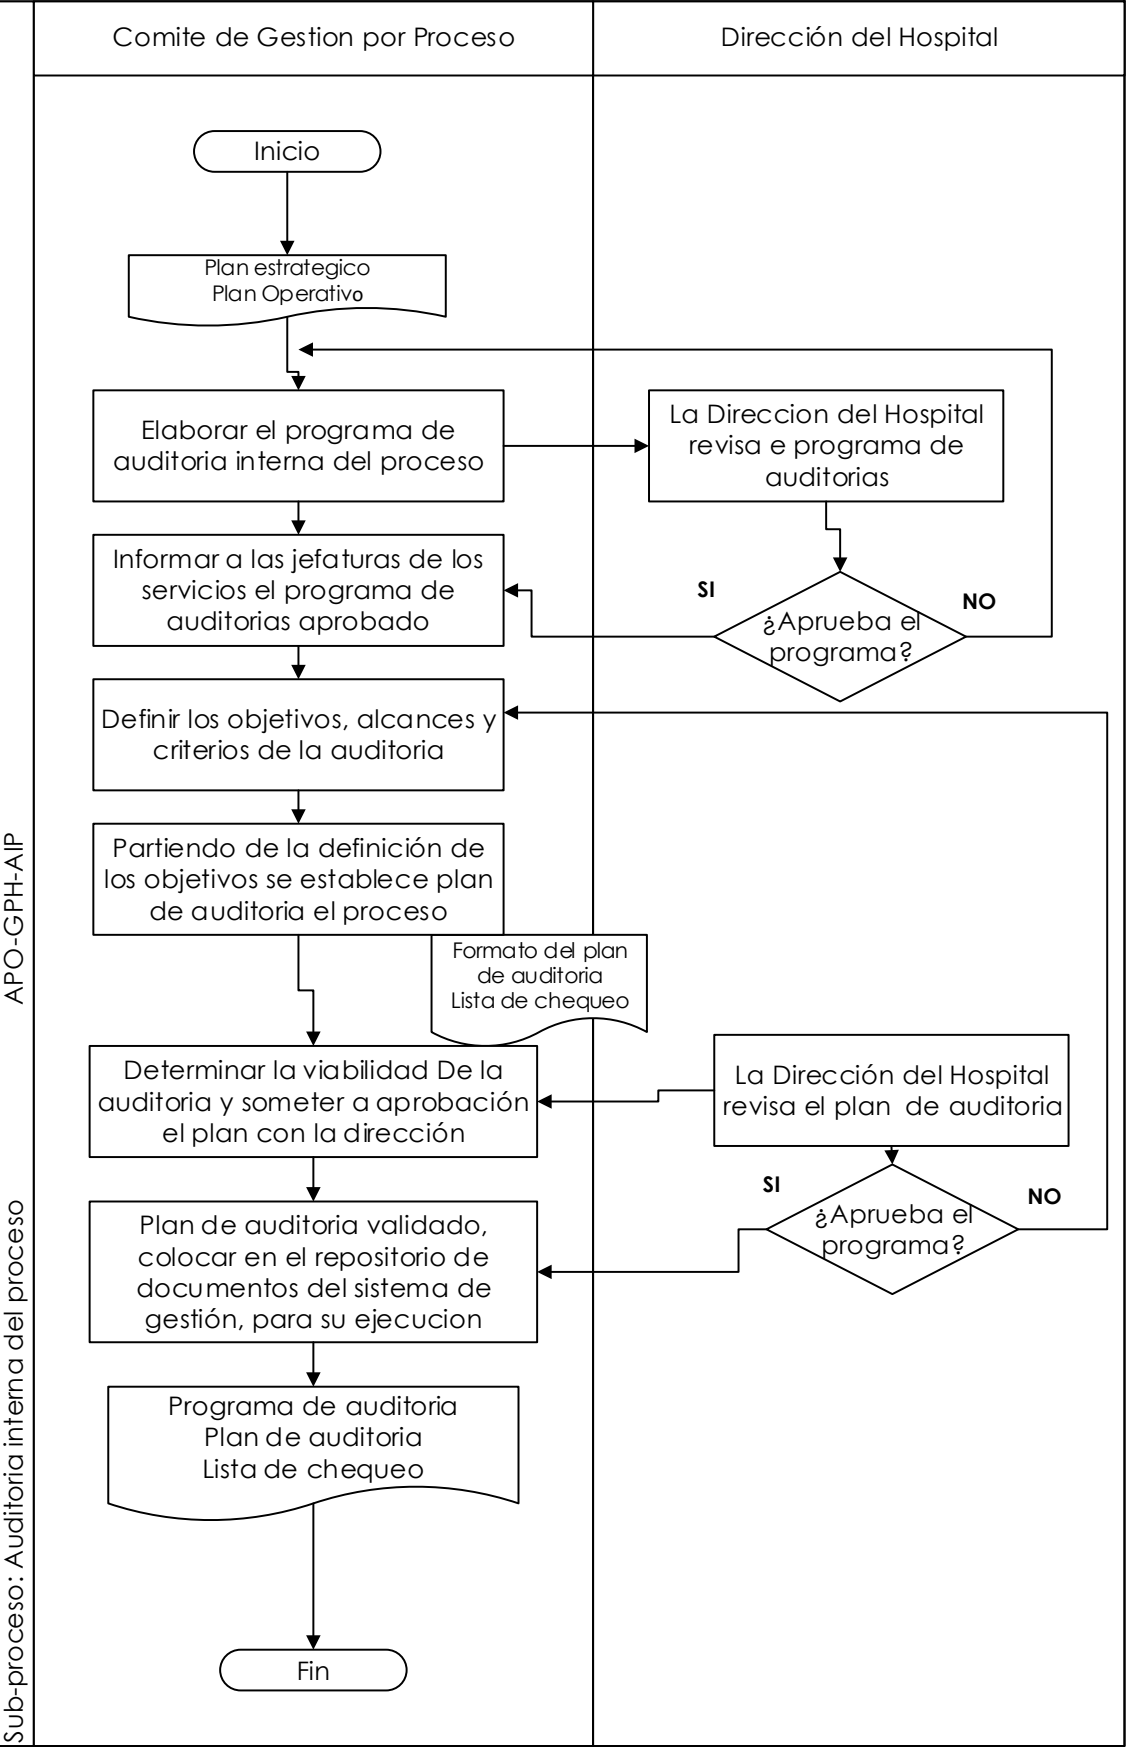 Comite de Gestion por Proceso
Dirección del Hospital
Inicio
Plan estrategico
Plan Operativo
Elaborar el programa de
auditoria interna del proceso
La Direccion del Hospital
revisa e programa de
auditorias
Informar a las jefaturas de los
servicios el programa de
auditorias aprobado
SI
¿Aprueba el
programa?
NO
Definir los objetivos, alcances y
criterios de la auditoria
Partiendo de la definición de
los objetivos se establece plan
de auditoria el proceso
Formato del plan
de auditoria
Lista de chequeo
Determinar la viabilidad De la
auditoria y someter a aprobación
el plan con la dirección
La Dirección del Hospital
revisa el plan de auditoria
SI
¿Aprueba el
programa?
NO
Plan de auditoria validado,
colocar en el repositorio de
documentos del sistema de
gestión, para su ejecucion
Programa de auditoria
Plan de auditoria
Lista de chequeo
Fin
Sub-proceso: Auditoria interna del proceso APO-GPH-AIP